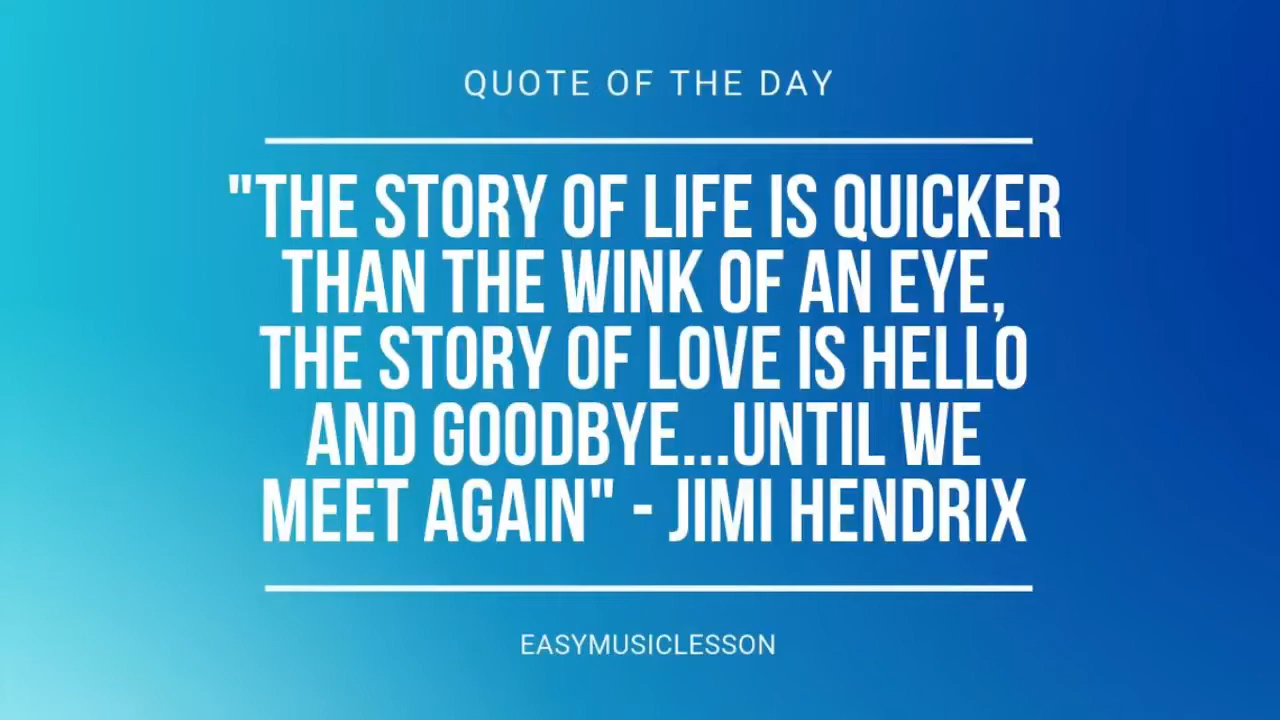 QUOTE OF THE DAY
"THE STORY OF LIFE IS QUICKER
THAN THE WINK OF AN EYE,
THE STORY OF LOVE IS HELLO
AND GOODBYE...UNTIL WE
MEET AGAIN" - JIMI HENDRIX
EASYMUSICLESSON